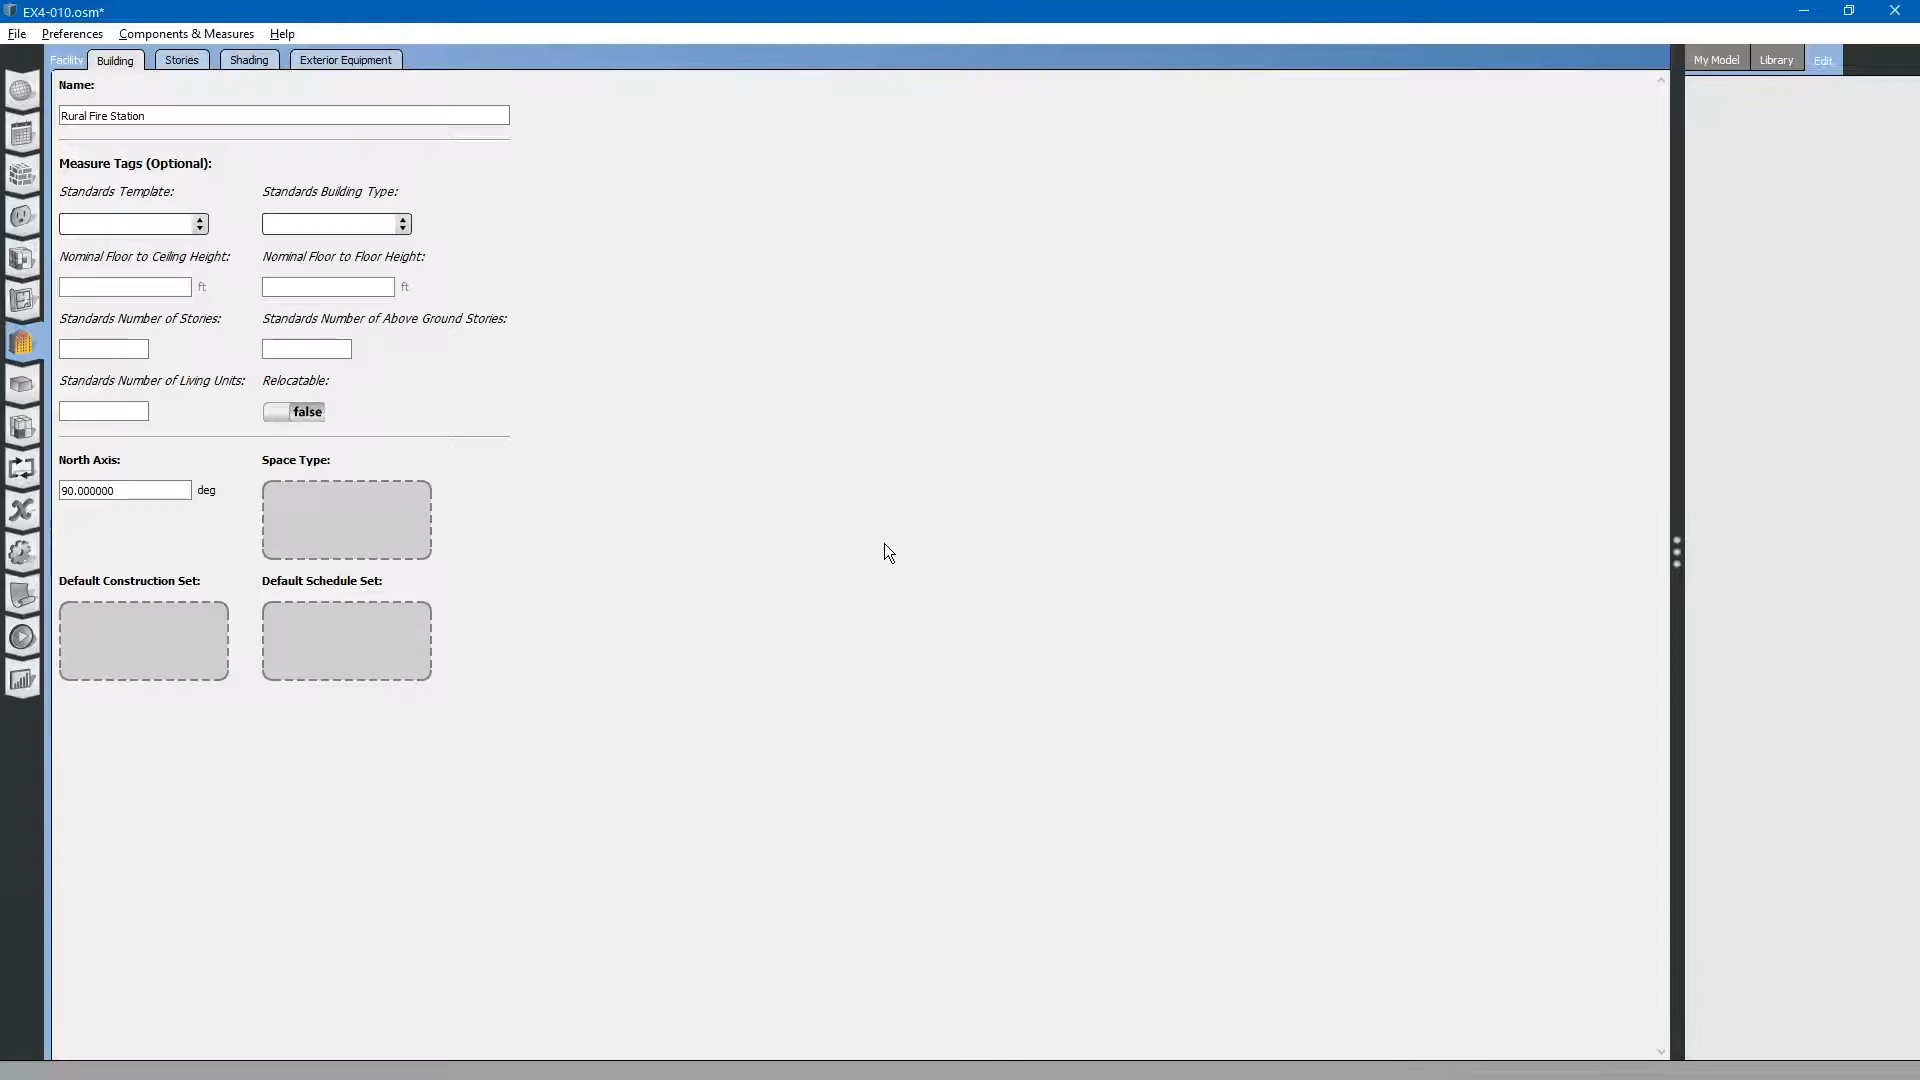 EX4-010.osm*
File Preferences Components & Measures Help
Facility Building Stories Shading Exterior Equipment My Model Library Edit
Name:
Rural Fire Station
Measure Tags (Optional):
Standards Template: Standards Building Type:
Nominal Floor to Ceiling Height: Nominal Floor to Floor Height:
ft ft
Standards Number of Stories: Standards Number of Above Ground Stories:
Standards Number of Living Units: Relocatable:
false
North Axis: Space Type:
90.000000 deg
Default Construction Set: Default Schedule Set: